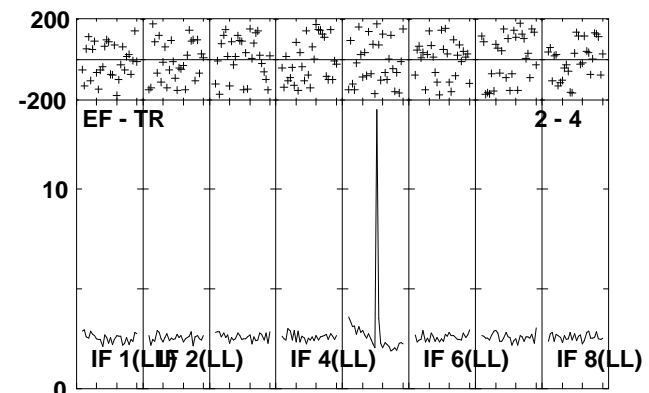 200
-200
EF - TR 2 - 4
10
IF 1(LL) IF 2(LL) IF 4(LL) IF 6(LL) IF 8(LL)
0